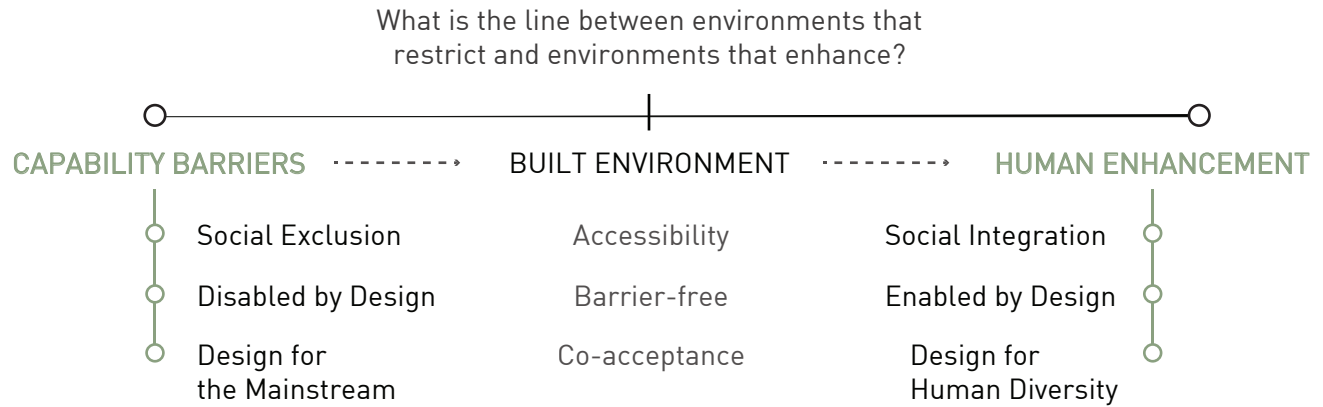 What is the line between environments that
restrict and environments that enhance?
CAPABILITY BARRIERS BUILT ENVIRONMENT HUMAN ENHANCEMENT
Social Exclusion Accessibility Social Integration
Disabled by Design Barrier-free Enabled by Design
Design for Co-acceptance Design for
the Mainstream Human Diversity